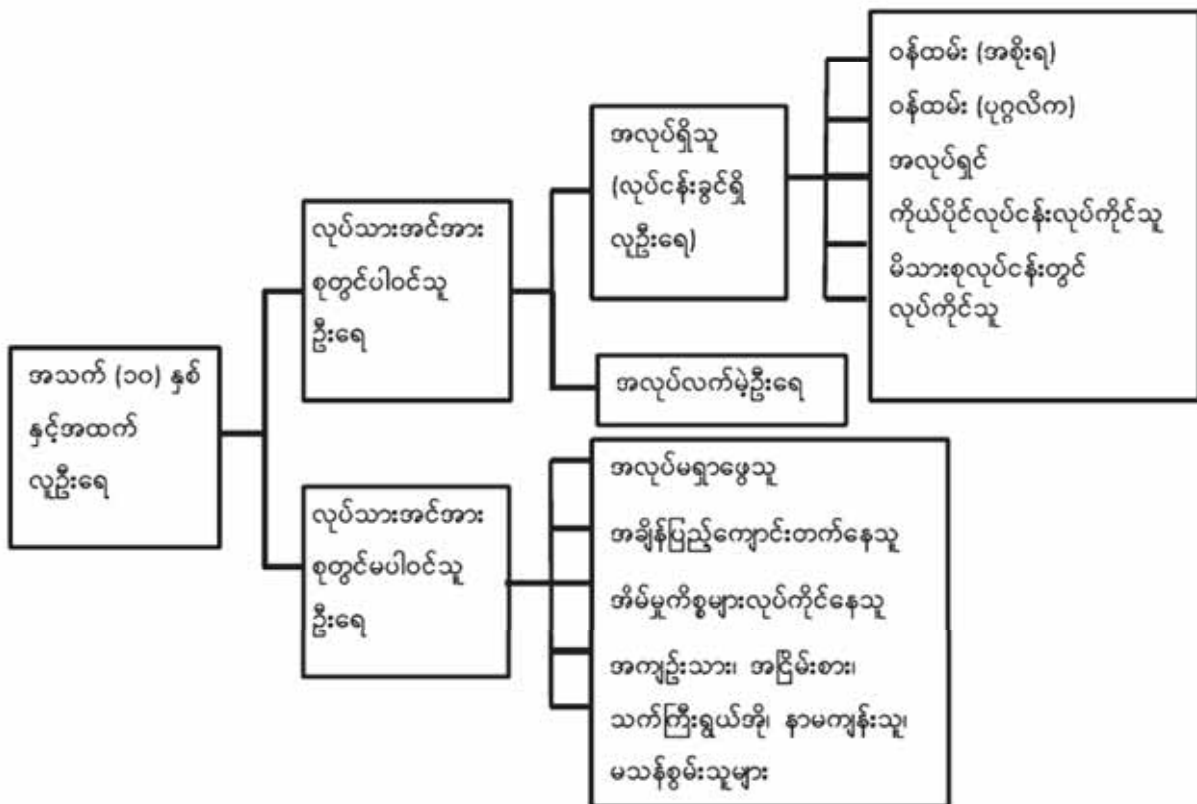 အသက် (၁၀) နှစ်
နှင့်အထက်
လူဦးရေ
လုပ်သားအင်အား
စုတွင်ပါဝင်သူ
ဦးရေ
အလုပ်ရှိသူ
(လုပ်ငန်းခွင်ရှိ
လူဦးရေ)
ဝန်ထမ်း (အစိုးရ)
ဝန်ထမ်း (ပုဂ္ဂလိက)
အလုပ်ရှင်
ကိုယ်ပိုင်လုပ်ငန်းလုပ်ကိုင်သူ
မိသားစုလုပ်ငန်းတွင်
လုပ်ကိုင်သူ
အလုပ်လက်မဲ့ဦးရေ
လုပ်သားအင်အား
စုတွင်မပါဝင်သူ
ဦးရေ
အလုပ်မရှာဖွေသူ
အချိန်ပြည့်ကျောင်းတက်နေသူ
အိမ်မှုကိစ္စများလုပ်ကိုင်နေသူ
အကျဉ်းသား၊ အငြိမ်းစား၊
သက်ကြီးရွယ်အို၊ နာမကျန်းသူ၊
မသန်စွမ်းသူများ